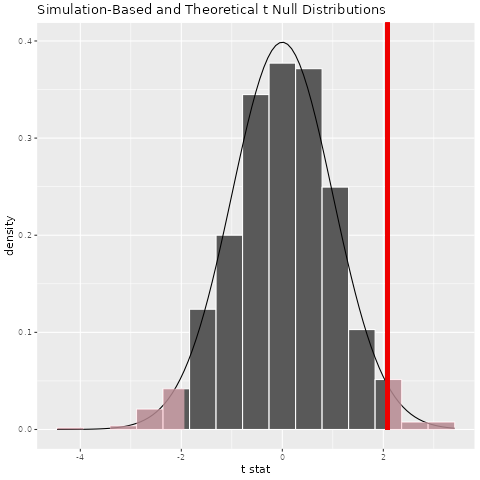 Simulation-Based and Theoretical t Null Distributions
0.4
0.3
density
0.2
0.1
0.0
-4 -2 0 2
t stat